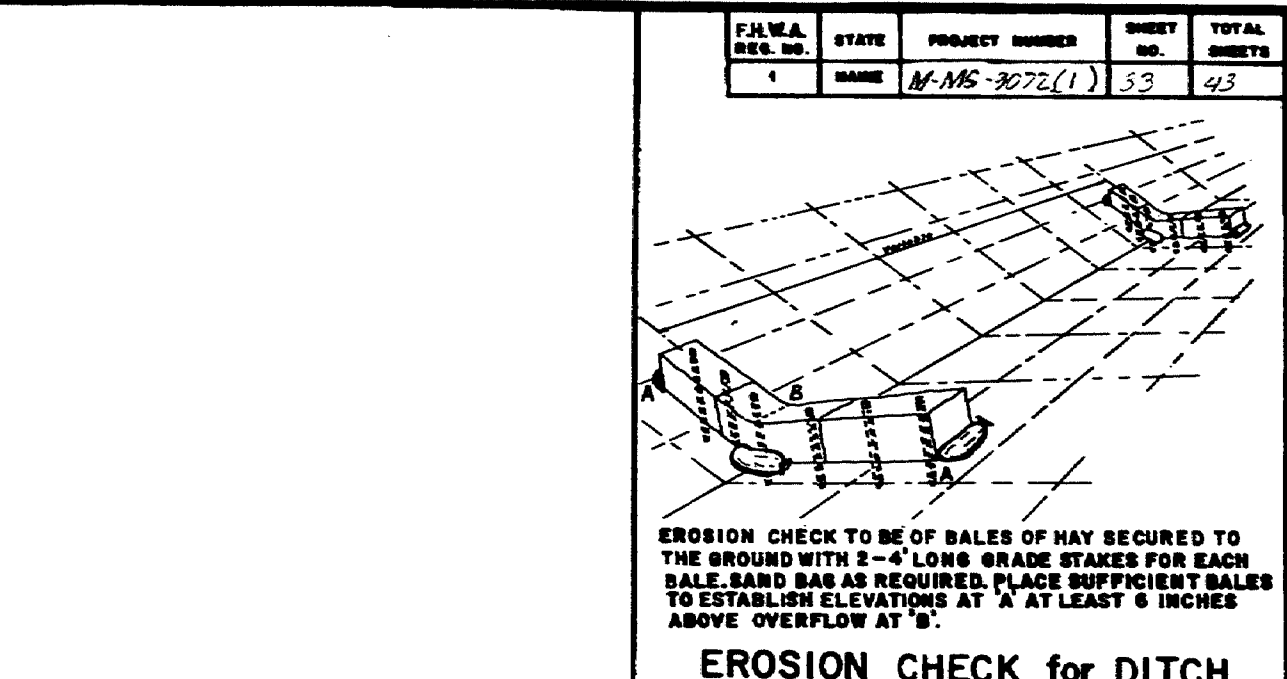 F.H.W.A. REG. NO. STATE PROJECT NUMBER SHEET NO. TOTAL SHEETS
1 MAINE M-MS-3072(1) 33 43
Variable
A
B
A
EROSION CHECK TO BE OF BALES OF HAY SECURED TO
THE GROUND WITH 2-4' LONG GRADE STAKES FOR EACH
BALE. SAND BAG AS REQUIRED. PLACE SUFFICIENT BALES
TO ESTABLISH ELEVATIONS AT 'A' AT LEAST 6 INCHES
ABOVE OVERFLOW AT 'B'.
EROSION CHECK for DITCH